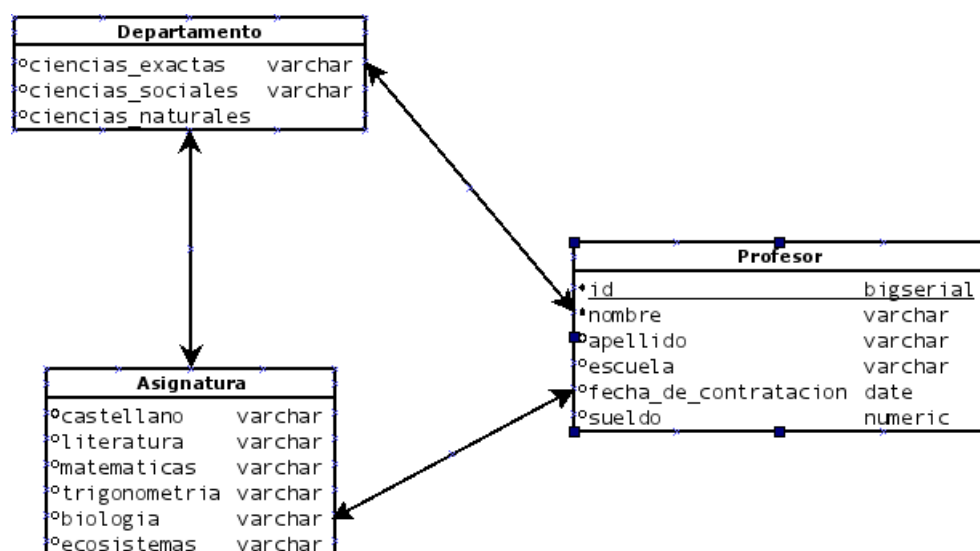 Departamento
ciencias_exactas varchar
ciencias_sociales varchar
ciencias_naturales
Profesor
id bigserial
nombre varchar
apellido varchar
escuela varchar
fecha_de_contratacion date
sueldo numeric
Asignatura
castellano varchar
literatura varchar
matematicas varchar
trigonometria varchar
biologia varchar
ecosistemas varchar